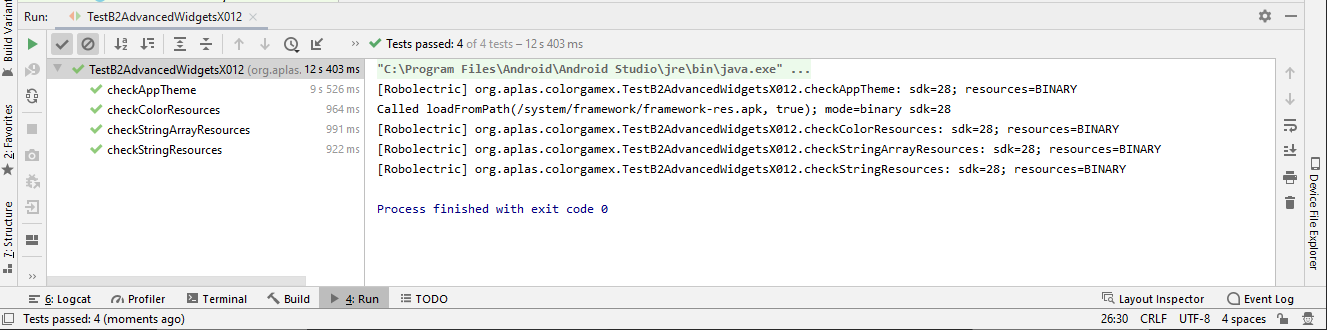 Run: TestB2AdvancedWidgetsX012
Build Variant
Tests passed: 4 of 4 tests – 12 s 403 ms
TestB2AdvancedWidgetsX012 (org.aplas. 12 s 403 ms
checkAppTheme 9 s 526 ms
checkColorResources 964 ms
checkStringArrayResources 991 ms
checkStringResources 922 ms
"C:\Program Files\Android\Android Studio\jre\bin\java.exe" ...
[Robolectric] org.aplas.colorgamex.TestB2AdvancedWidgetsX012.checkAppTheme: sdk=28; resources=BINARY
Called loadFromPath(/system/framework/framework-res.apk, true); mode=binary sdk=28
[Robolectric] org.aplas.colorgamex.TestB2AdvancedWidgetsX012.checkColorResources: sdk=28; resources=BINARY
[Robolectric] org.aplas.colorgamex.TestB2AdvancedWidgetsX012.checkStringArrayResources: sdk=28; resources=BINARY
[Robolectric] org.aplas.colorgamex.TestB2AdvancedWidgetsX012.checkStringResources: sdk=28; resources=BINARY
Process finished with exit code 0
2: Favorites
7: Structure
Device File Explorer
6: Logcat Profiler Terminal Build 4: Run TODO Layout Inspector Event Log
Tests passed: 4 (moments ago) 26:30 CRLF UTF-8 4 spaces